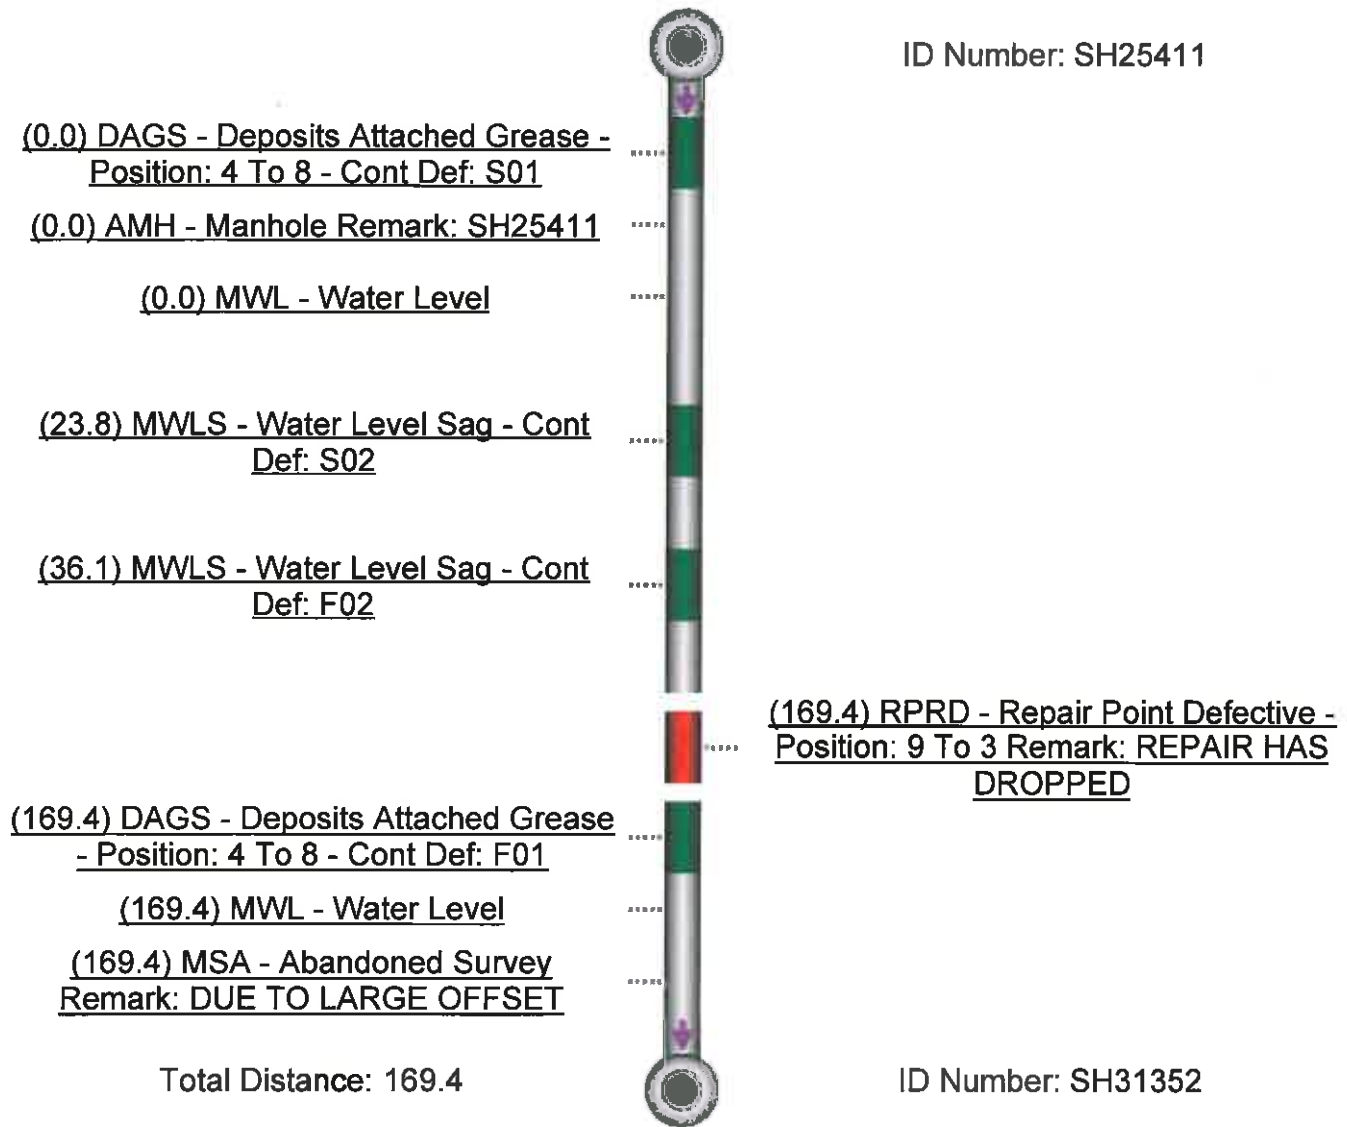 ID Number: SH25411
(0.0) DAGS - Deposits Attached Grease -
Position: 4 To 8 - Cont Def: S01
(0.0) AMH - Manhole Remark: SH25411
(0.0) MWL - Water Level
(23.8) MWLS - Water Level Sag - Cont
Def: S02
(36.1) MWLS - Water Level Sag - Cont
Def: F02
(169.4) RPRD - Repair Point Defective -
Position: 9 To 3 Remark: REPAIR HAS
DROPPED
(169.4) DAGS - Deposits Attached Grease
- Position: 4 To 8 - Cont Def: F01
(169.4) MWL - Water Level
(169.4) MSA - Abandoned Survey
Remark: DUE TO LARGE OFFSET
Total Distance: 169.4
ID Number: SH31352